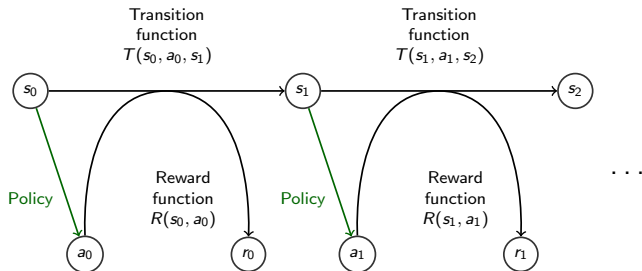 Transition
function
T(s₀, a₀, s₁)
Transition
function
T(s₁, a₁, s₂)
s₀
s₁
s₂
Policy
Reward
function
R(s₀, a₀)
Policy
Reward
function
R(s₁, a₁)
. . .
a₀
r₀
a₁
r₁